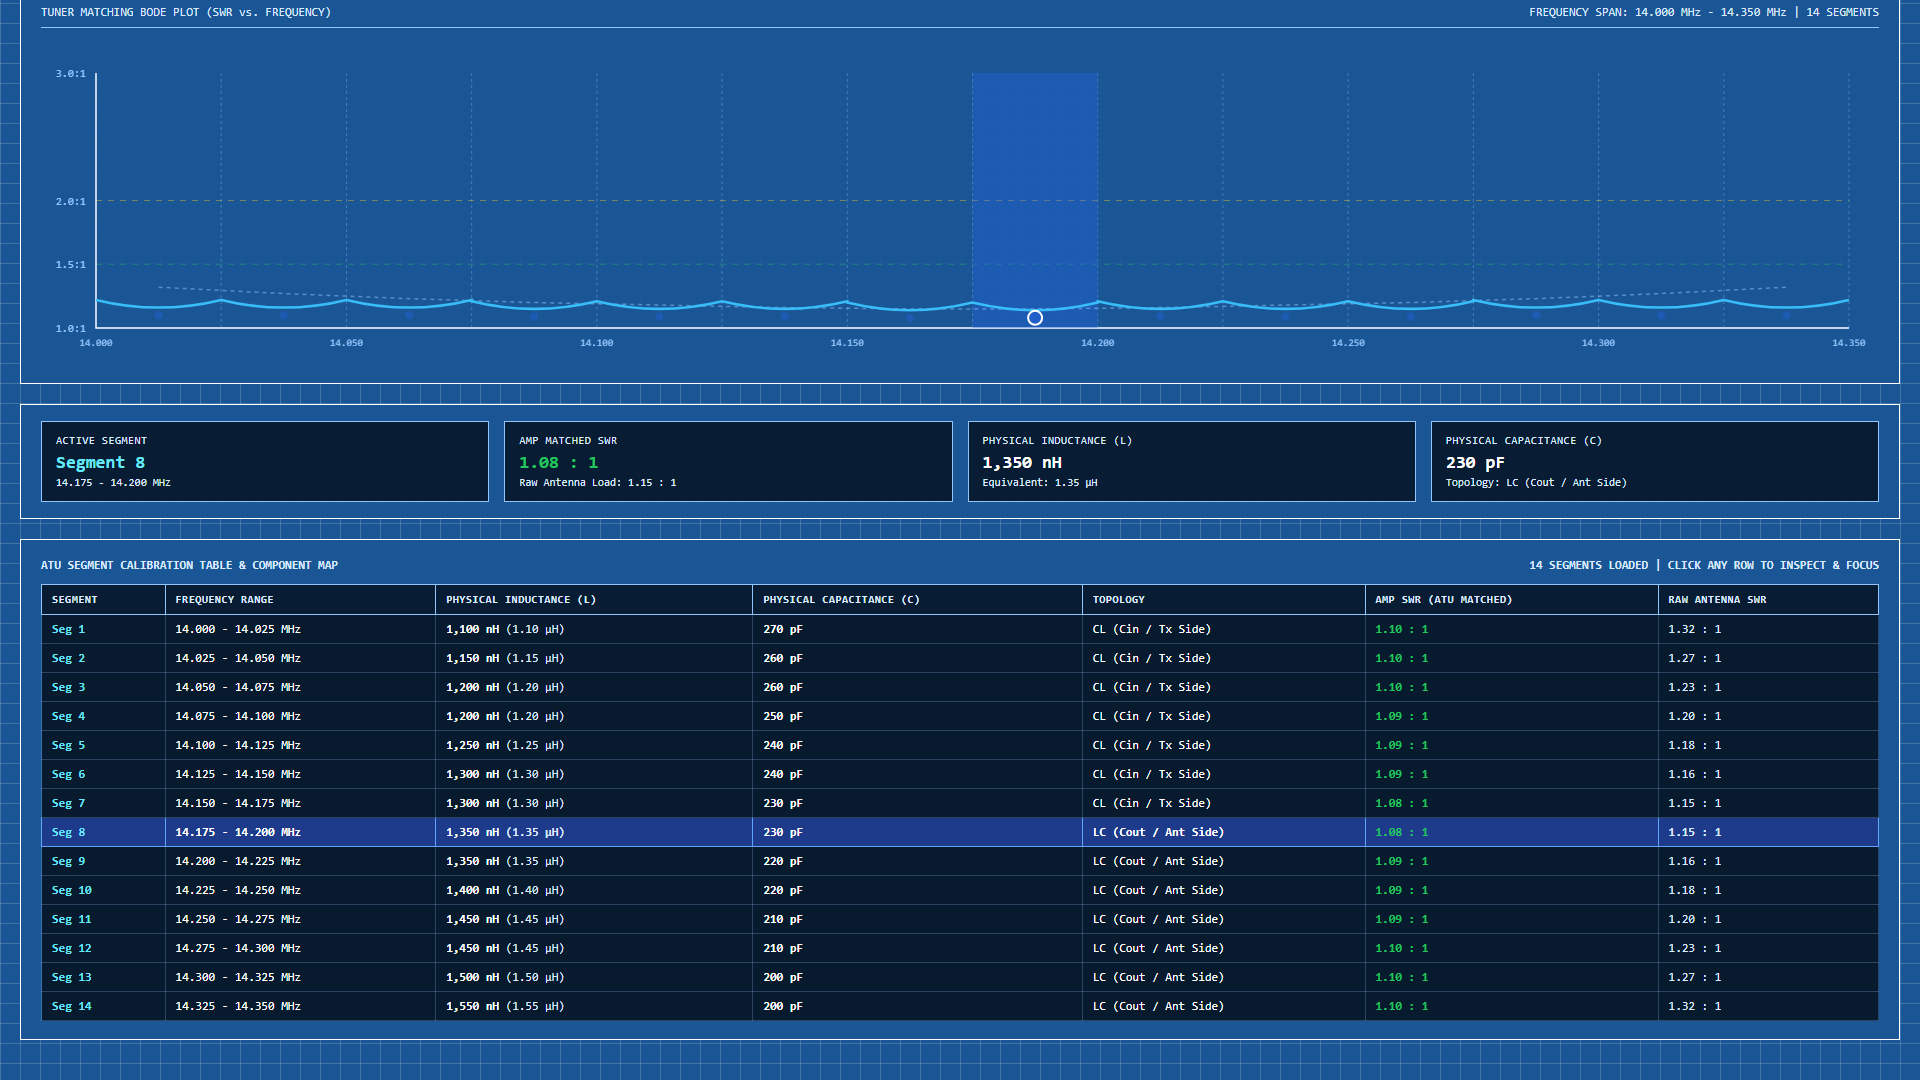 TUNER MATCHING BODE PLOT (SWR vs. FREQUENCY)
FREQUENCY SPAN: 14.000 MHz - 14.350 MHz | 14 SEGMENTS
3.0:1
2.0:1
1.5:1
1.0:1
14.000 14.050 14.100 14.150 14.200 14.250 14.300 14.350
ACTIVE SEGMENT
Segment 8
14.175 - 14.200 MHz
AMP MATCHED SWR
1.08 : 1
Raw Antenna Load: 1.15 : 1
PHYSICAL INDUCTANCE (L)
1,350 nH
Equivalent: 1.35 μH
PHYSICAL CAPACITANCE (C)
230 pF
Topology: LC (Cout / Ant Side)
ATU SEGMENT CALIBRATION TABLE & COMPONENT MAP
14 SEGMENTS LOADED | CLICK ANY ROW TO INSPECT & FOCUS
SEGMENT FREQUENCY RANGE PHYSICAL INDUCTANCE (L) PHYSICAL CAPACITANCE (C) TOPOLOGY AMP SWR (ATU MATCHED) RAW ANTENNA SWR
Seg 1 14.000 - 14.025 MHz 1,100 nH (1.10 μH) 270 pF CL (Cin / Tx Side) 1.10 : 1 1.32 : 1
Seg 2 14.025 - 14.050 MHz 1,150 nH (1.15 μH) 260 pF CL (Cin / Tx Side) 1.10 : 1 1.27 : 1
Seg 3 14.050 - 14.075 MHz 1,200 nH (1.20 μH) 260 pF CL (Cin / Tx Side) 1.10 : 1 1.23 : 1
Seg 4 14.075 - 14.100 MHz 1,200 nH (1.20 μH) 250 pF CL (Cin / Tx Side) 1.09 : 1 1.20 : 1
Seg 5 14.100 - 14.125 MHz 1,250 nH (1.25 μH) 240 pF CL (Cin / Tx Side) 1.09 : 1 1.18 : 1
Seg 6 14.125 - 14.150 MHz 1,300 nH (1.30 μH) 240 pF CL (Cin / Tx Side) 1.09 : 1 1.16 : 1
Seg 7 14.150 - 14.175 MHz 1,300 nH (1.30 μH) 230 pF CL (Cin / Tx Side) 1.08 : 1 1.15 : 1
Seg 8 14.175 - 14.200 MHz 1,350 nH (1.35 μH) 230 pF LC (Cout / Ant Side) 1.08 : 1 1.15 : 1
Seg 9 14.200 - 14.225 MHz 1,350 nH (1.35 μH) 220 pF LC (Cout / Ant Side) 1.09 : 1 1.16 : 1
Seg 10 14.225 - 14.250 MHz 1,400 nH (1.40 μH) 220 pF LC (Cout / Ant Side) 1.09 : 1 1.18 : 1
Seg 11 14.250 - 14.275 MHz 1,450 nH (1.45 μH) 210 pF LC (Cout / Ant Side) 1.09 : 1 1.20 : 1
Seg 12 14.275 - 14.300 MHz 1,450 nH (1.45 μH) 210 pF LC (Cout / Ant Side) 1.10 : 1 1.23 : 1
Seg 13 14.300 - 14.325 MHz 1,500 nH (1.50 μH) 200 pF LC (Cout / Ant Side) 1.10 : 1 1.27 : 1
Seg 14 14.325 - 14.350 MHz 1,550 nH (1.55 μH) 200 pF LC (Cout / Ant Side) 1.10 : 1 1.32 : 1